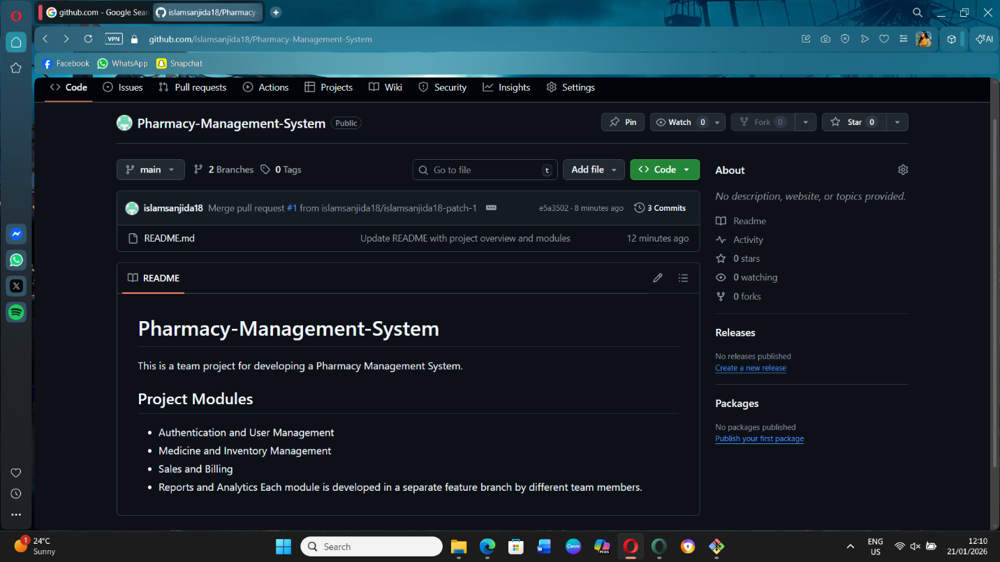 github.com - Google Sear
islamsanjida18/Pharmacy-
VPN
github.com/islamsanjida18/Pharmacy-Management-System
AI
Facebook WhatsApp Snapchat
Code Issues Pull requests Actions Projects Wiki Security Insights Settings
Pharmacy-Management-System Public
Pin Watch 0 Fork 0 Star 0
main 2 Branches 0 Tags Go to file t Add file Code
islamsanjida18 Merge pull request #1 from islamsanjida18/islamsanjida18-patch-1 e5a3502 · 8 minutes ago 3 Commits
README.md Update README with project overview and modules 12 minutes ago
README
Pharmacy-Management-System
This is a team project for developing a Pharmacy Management System.
Project Modules
• Authentication and User Management
• Medicine and Inventory Management
• Sales and Billing
• Reports and Analytics Each module is developed in a separate feature branch by different team members.
About
No description, website, or topics provided.
Readme
Activity
0 stars
0 watching
0 forks
Releases
No releases published
Create a new release
Packages
No packages published
Publish your first package
1
24°C
Sunny
Search
ENG
US
12:10
21/01/2026